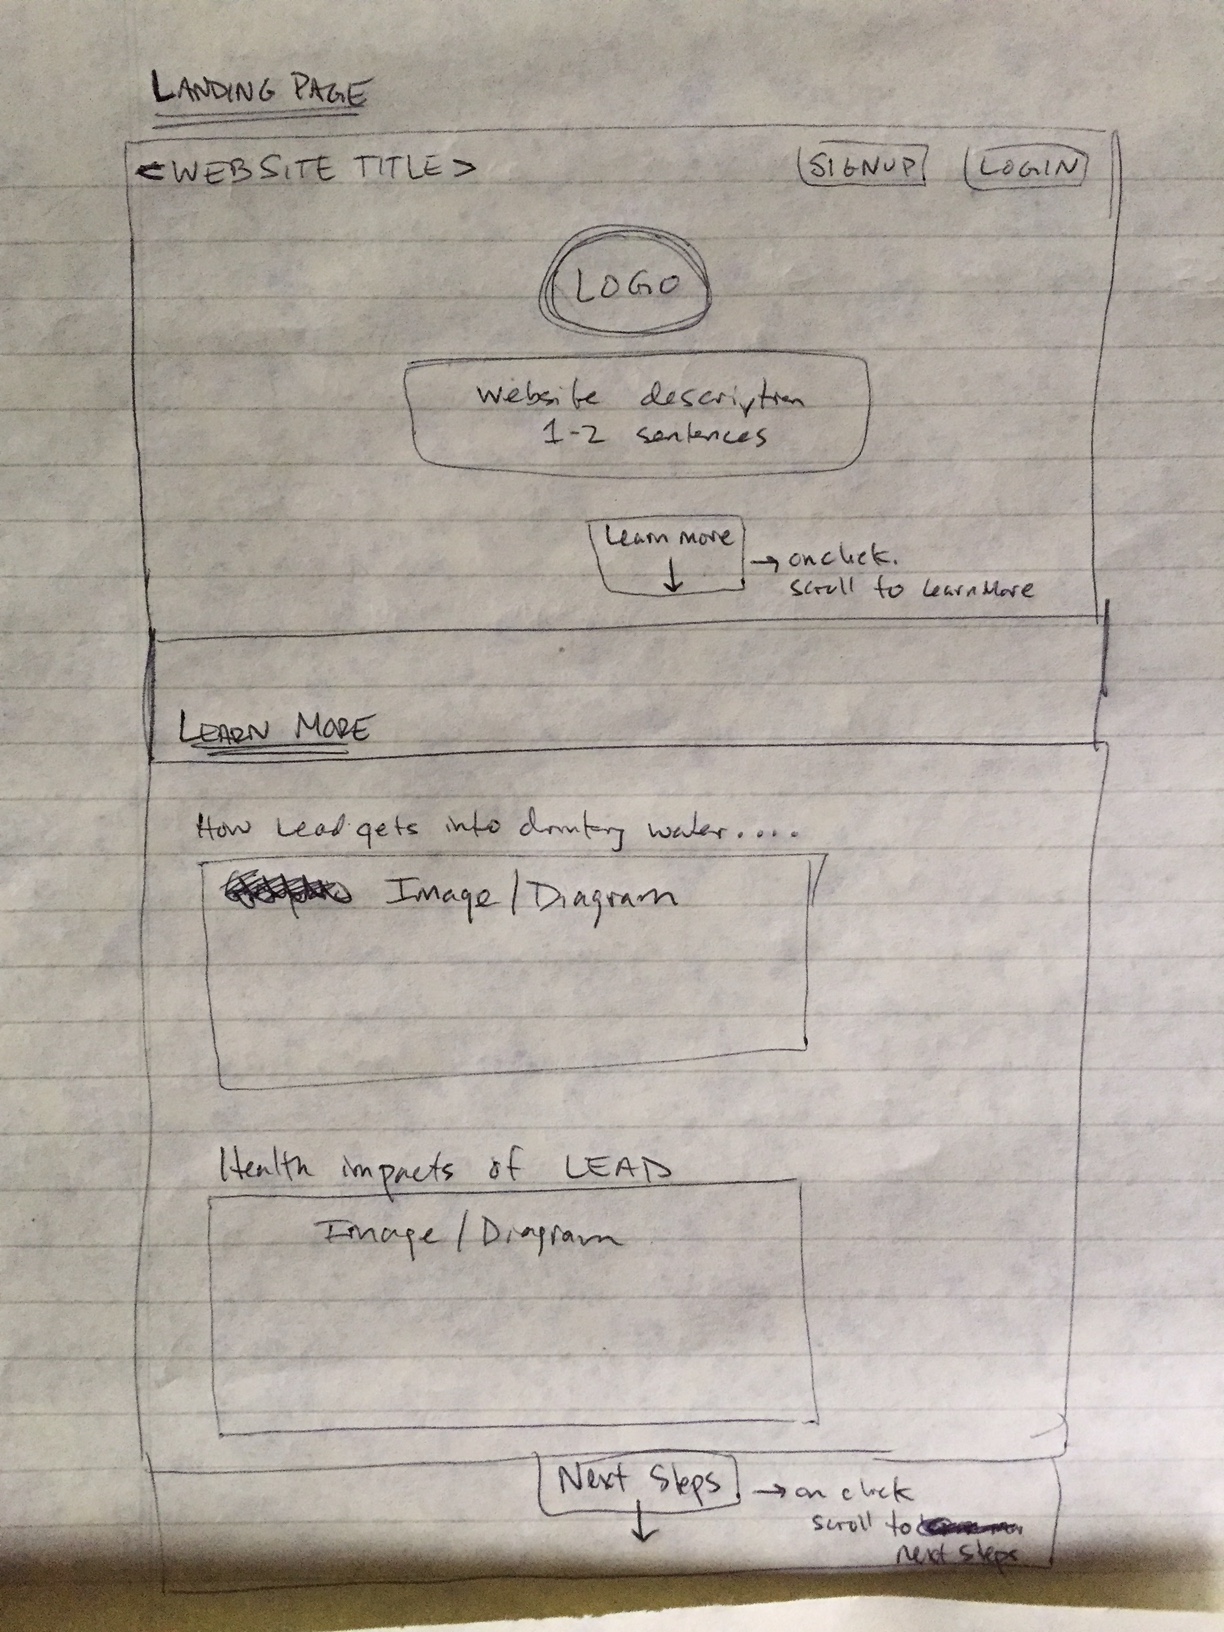 LANDING PAGE
<WEBSITE TITLE>
SIGNUP
LOGIN
LOGO
website description
1-2 sentences
Learn more
→ onclick.
scroll to LearnMore
LEARN MORE
How Lead gets into drinking water....
Image/Diagram
Health impacts of LEAD
Image/Diagram
Next Steps
→ on click
scroll to
next steps